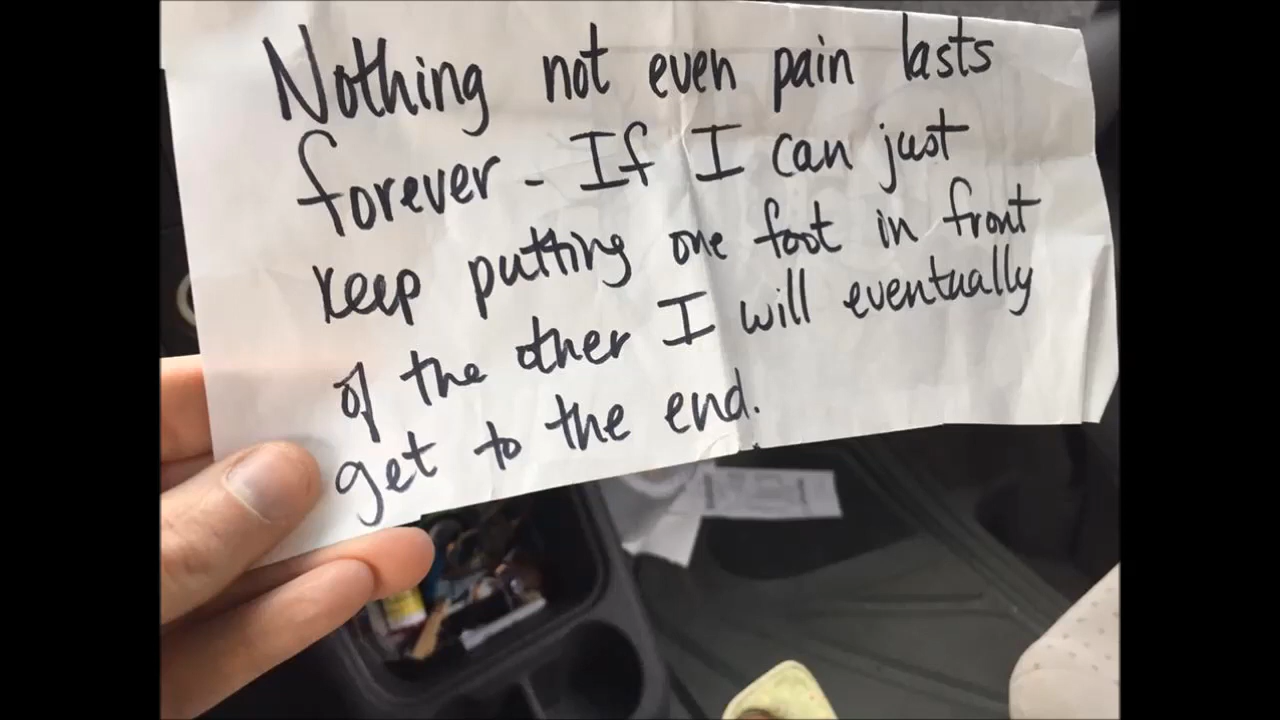 Nothing not even pain lasts
forever - If I can just
keep putting one foot in front
of the other I will eventually
get to the end.